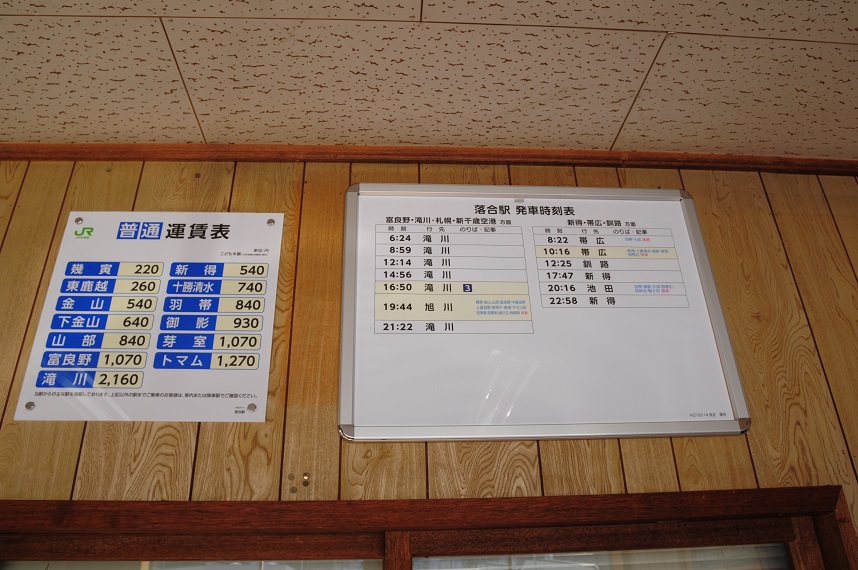 JR
普通 運賃表
幾寅 220 新得 540
東鹿越 260 十勝清水 740
金山 540 羽帯 840
下金山 640 御影 930
山部 840 芽室 1,070
富良野 1,070 トマム 1,270
滝川 2,160
落合駅 発車時刻表
富良野・滝川・札幌・新千歳空港 方面
時刻 行先 のりば・記事
6:24 滝川
8:59 滝川
12:14 滝川
14:56 滝川
16:50 滝川 3
19:44 旭川
21:22 滝川
新得・帯広・釧路 方面
時刻 行先 のりば・記事
8:22 帯広
10:16 帯広
12:25 釧路
17:47 新得
20:16 池田
22:58 新得